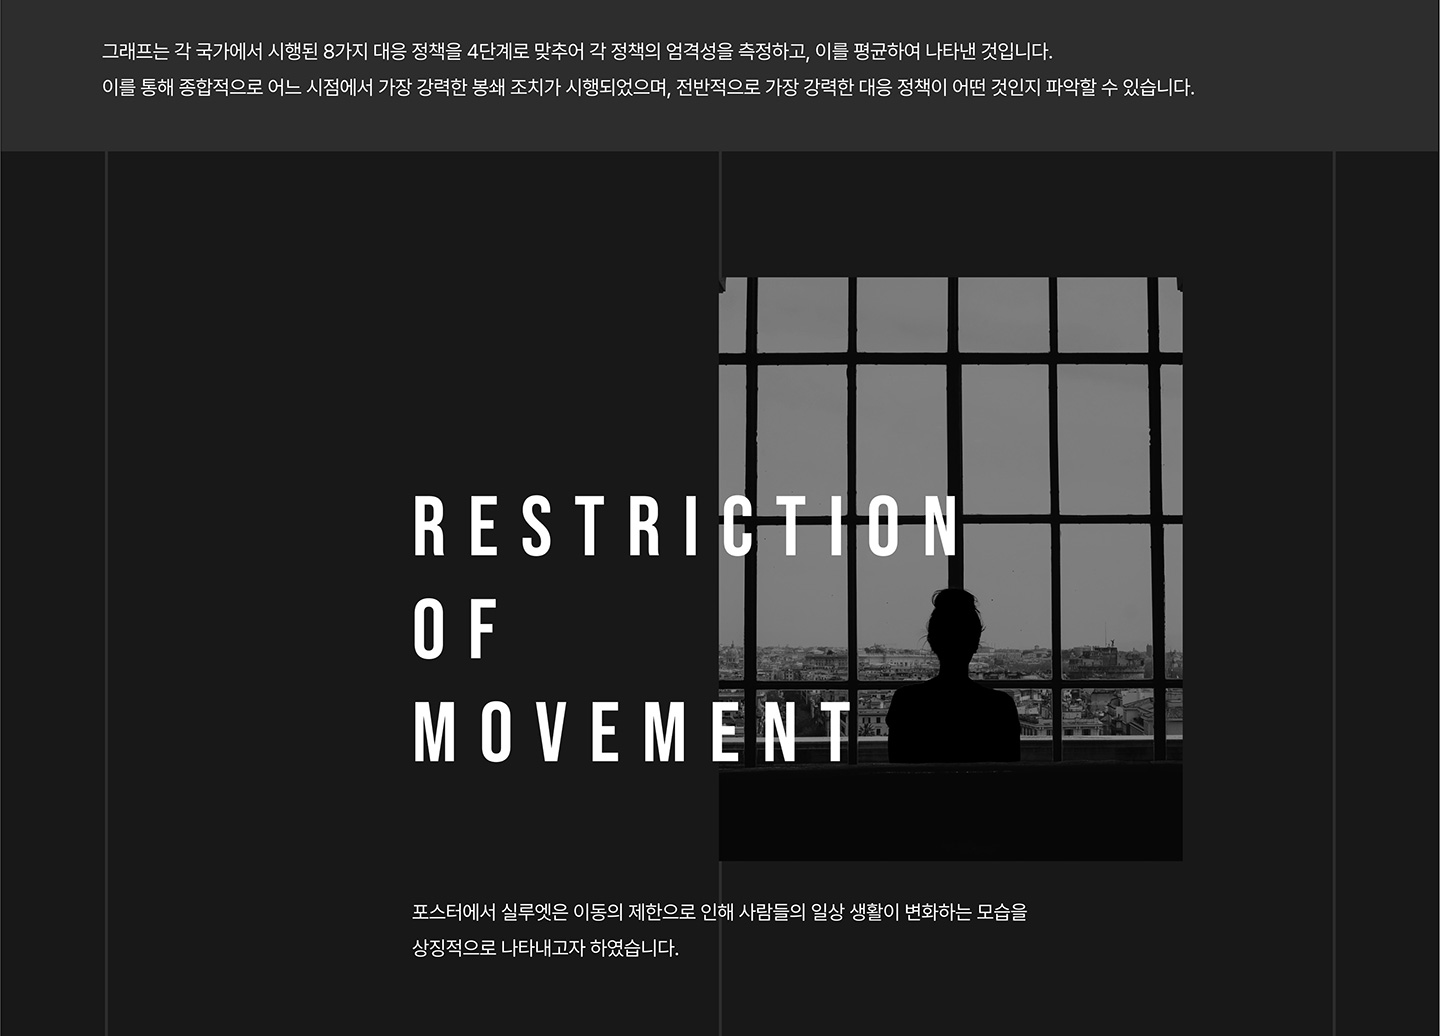 그래프는 각 국가에서 시행된 8가지 대응 정책을 4단계로 맞추어 각 정책의 엄격성을 측정하고, 이를 평균하여 나타낸 것입니다.
이를 통해 종합적으로 어느 시점에서 가장 강력한 봉쇄 조치가 시행되었으며, 전반적으로 가장 강력한 대응 정책이 어떤 것인지 파악할 수 있습니다.
RESTRICTION
OF
MOVEMENT
포스터에서 실루엣은 이동의 제한으로 인해 사람들의 일상 생활이 변화하는 모습을
상징적으로 나타내고자 하였습니다.